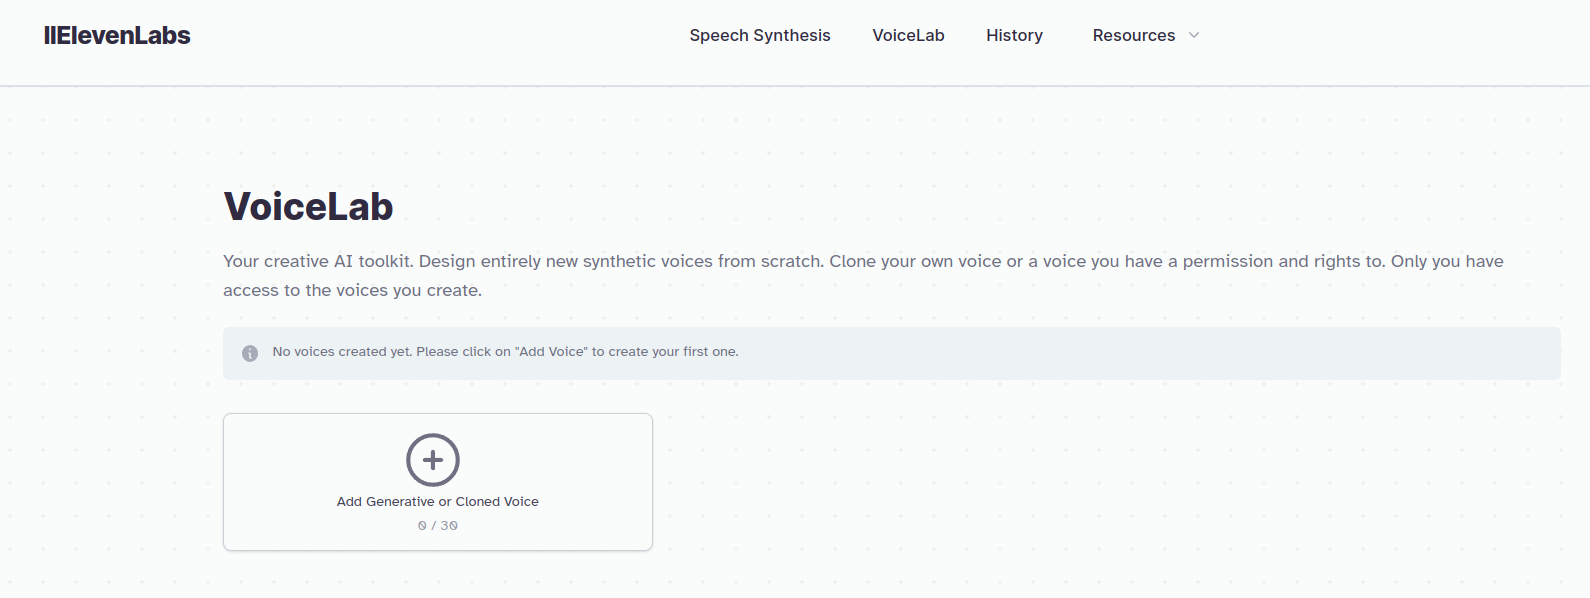 IIElevenLabs
Speech Synthesis
VoiceLab
History
Resources
VoiceLab
Your creative AI toolkit. Design entirely new synthetic voices from scratch. Clone your own voice or a voice you have a permission and rights to. Only you have
access to the voices you create.
No voices created yet. Please click on "Add Voice" to create your first one.
Add Generative or Cloned Voice
0 / 30